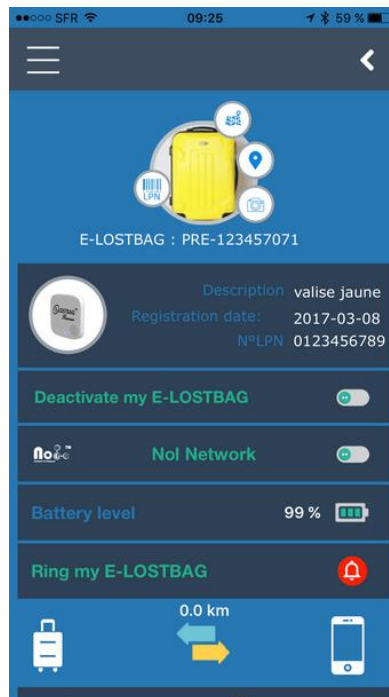 SFR 09:25 59 %
LPN
E-LOSTBAG : PRE-123457071
Description valise jaune
Registration date: 2017-03-08
N°LPN 0123456789
Deactivate my E-LOSTBAG
NoI Network
Battery level 99 %
Ring my E-LOSTBAG
0.0 km